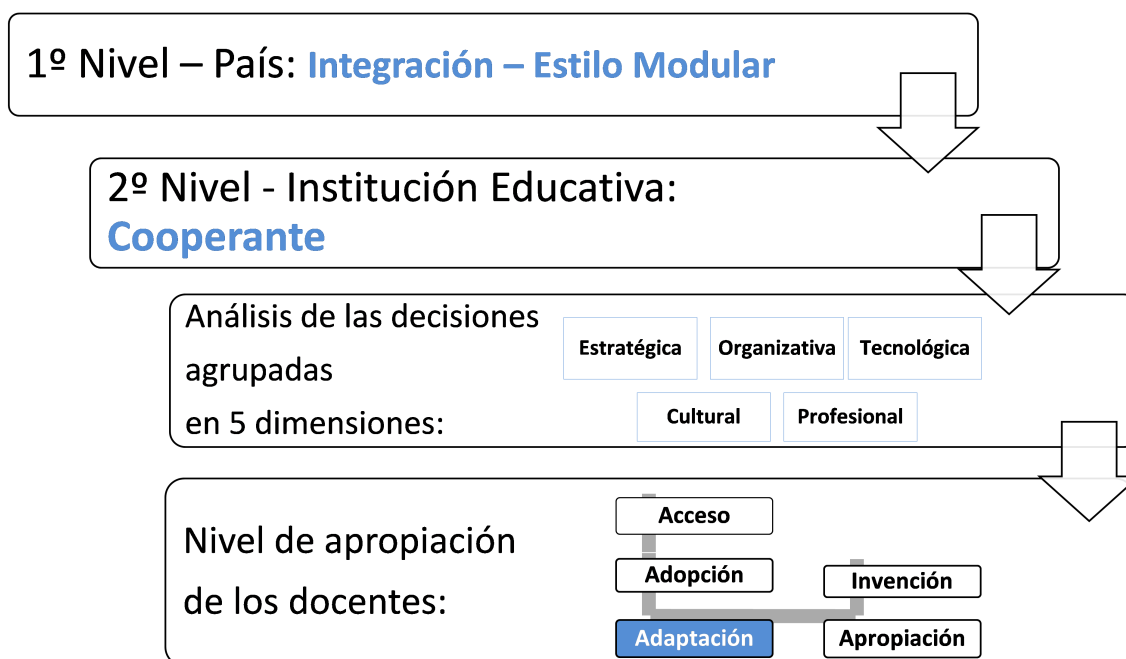 1º Nivel – País: Integración – Estilo Modular
2º Nivel - Institución Educativa:
Cooperante
Análisis de las decisiones
agrupadas
en 5 dimensiones:
Estratégica
Organizativa
Tecnológica
Cultural
Profesional
Nivel de apropiación
de los docentes:
Acceso
Adopción
Adaptación
Invención
Apropiación